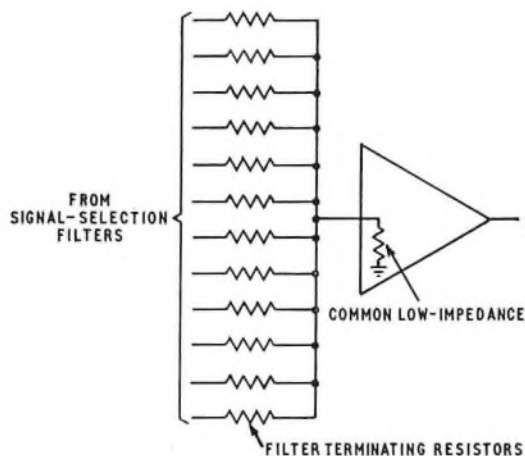 FROM
SIGNAL-SELECTION
FILTERS
COMMON LOW-IMPEDANCE
FILTER TERMINATING RESISTORS